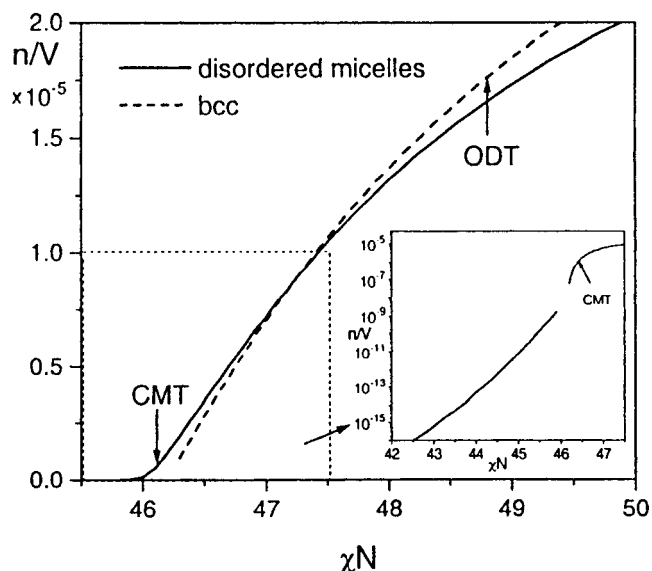 n/V
×10⁻⁵
2.0
1.5
1.0
0.5
0.0
disordered micelles
bcc
ODT
CMT
46 47 48 49 50
χN
n/V
10⁻⁵
10⁻⁷
10⁻⁹
10⁻¹¹
10⁻¹³
10⁻¹⁵
CMT
42 43 44 45 46 47
χN